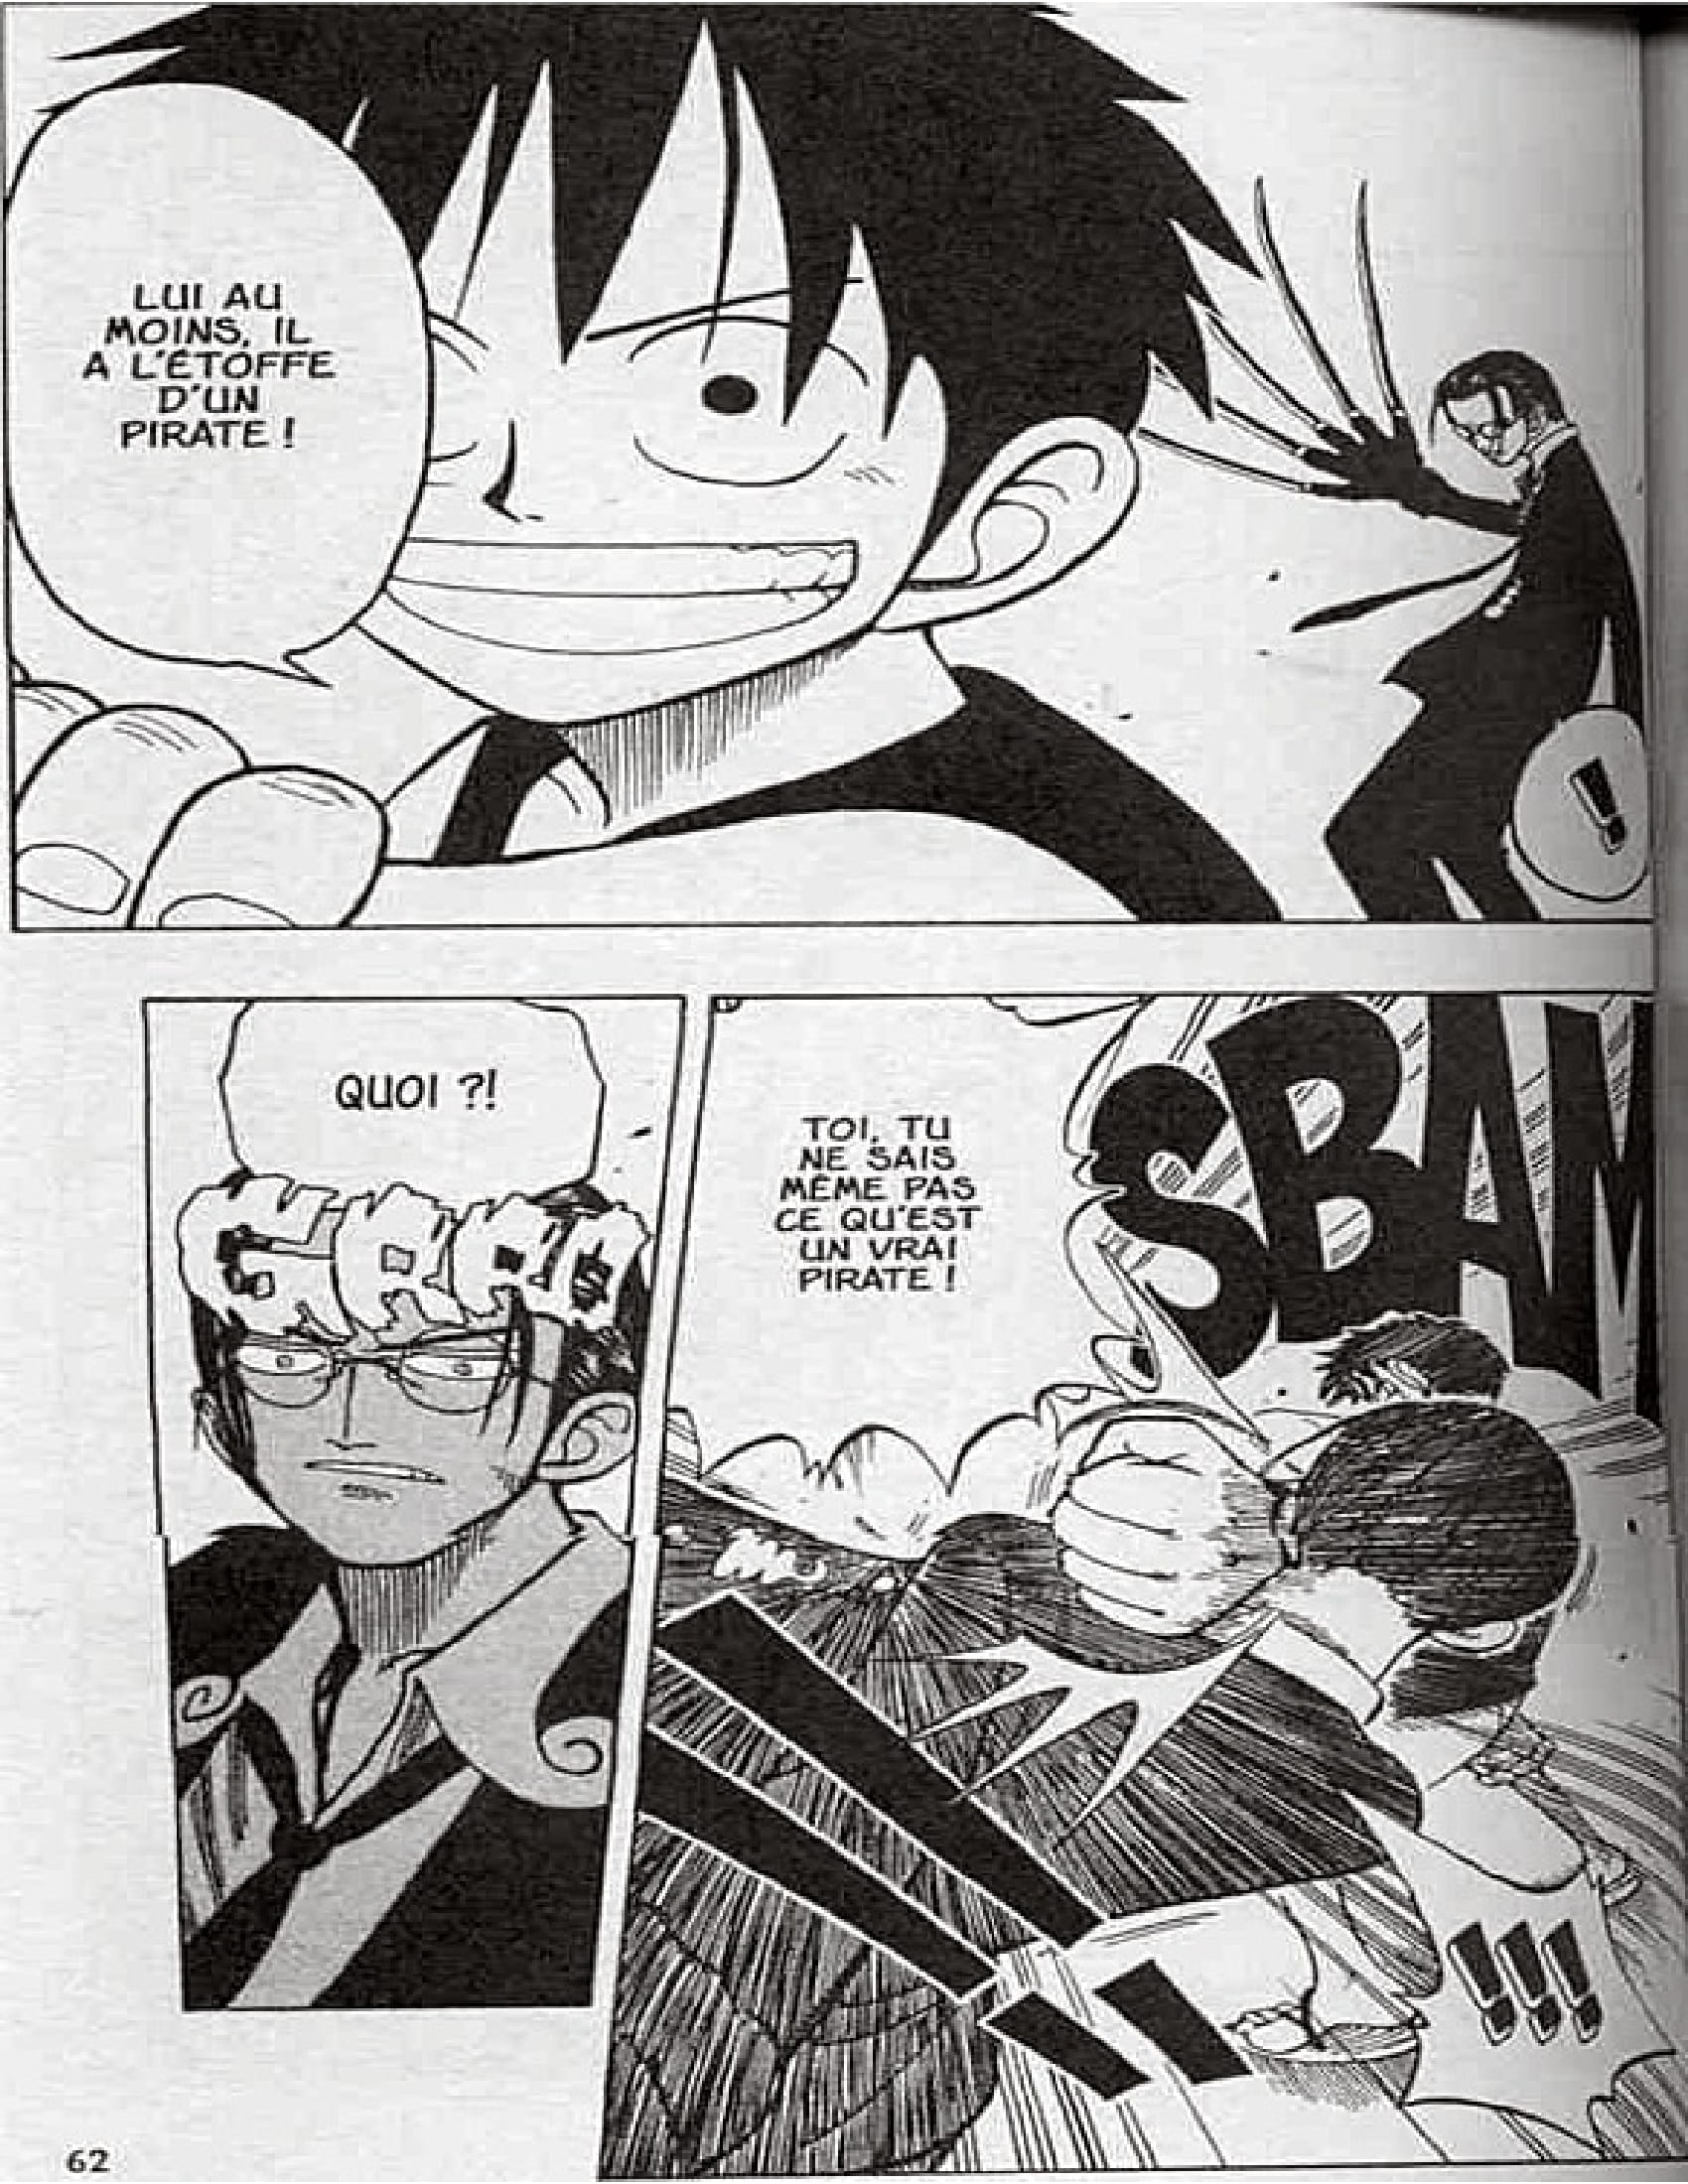 LUI AU
MOINS, IL
A L'ÉTOFFE
D'UN
PIRATE !
!
QUOI ?!
TOI, TU
NE SAIS
MÊME PAS
CE QU'EST
UN VRAI
PIRATE !
SBAM
!!
!!!
62